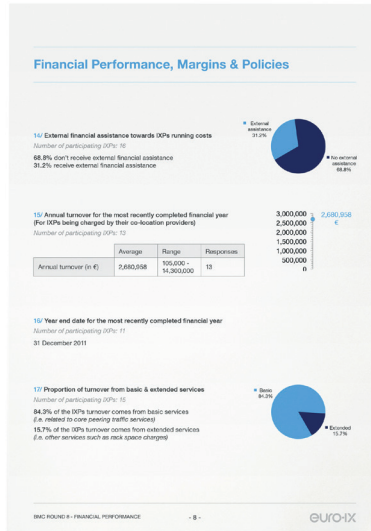 Financial Performance, Margins & Policies
14/ External financial assistance towards IXPs running costs
Number of participating IXPs: 16
68.8% don't receive external financial assistance
31.2% receive external financial assistance
External
assistance
31.2%
No external
assistance
68.8%
15/ Annual turnover for the most recently completed financial year
(For IXPs being charged by their co-location providers)
Number of participating IXPs: 13
Average Range Responses
Annual turnover (in €) 2,680,958 105,000 - 14,300,000 13
3,000,000
2,500,000
2,000,000
1,500,000
1,000,000
500,000
0
2,680,958
€
16/ Year end date for the most recently completed financial year
Number of participating IXPs: 11
31 December 2011
17/ Proportion of turnover from basic & extended services
Number of participating IXPs: 15
84.3% of the IXPs turnover comes from basic services
(i.e. related to core peering traffic services)
15.7% of the IXPs turnover comes from extended services
(i.e. other services such as rack space charges)
Basic
84.3%
Extended
15.7%
BMC ROUND 8 - FINANCIAL PERFORMANCE
- 8 -
euro-ix